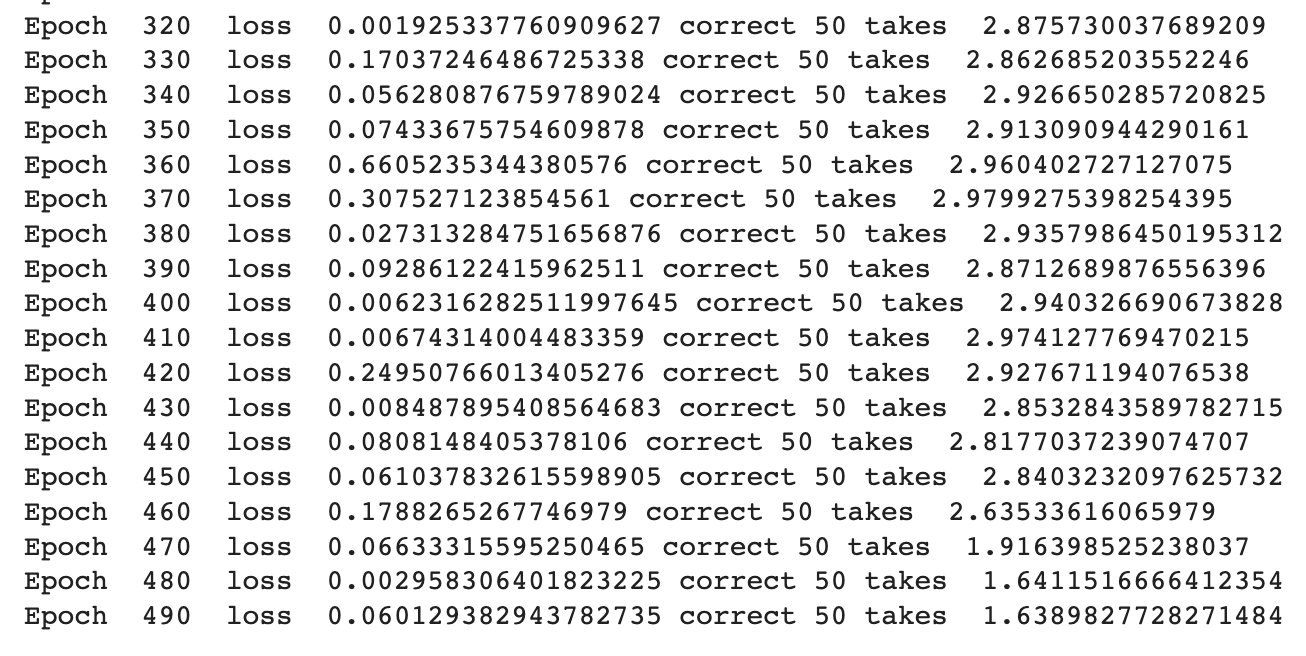 Epoch 320 loss 0.001925337760909627 correct 50 takes 2.875730037689209
Epoch 330 loss 0.17037246486725338 correct 50 takes 2.862685203552246
Epoch 340 loss 0.056280876759789024 correct 50 takes 2.926650285720825
Epoch 350 loss 0.07433675754609878 correct 50 takes 2.913090944290161
Epoch 360 loss 0.6605235344380576 correct 50 takes 2.960402727127075
Epoch 370 loss 0.307527123854561 correct 50 takes 2.9799275398254395
Epoch 380 loss 0.027313284751656876 correct 50 takes 2.9357986450195312
Epoch 390 loss 0.09286122415962511 correct 50 takes 2.8712689876556396
Epoch 400 loss 0.0062316282511997645 correct 50 takes 2.940326690673828
Epoch 410 loss 0.00674314004483359 correct 50 takes 2.974127769470215
Epoch 420 loss 0.24950766013405276 correct 50 takes 2.927671194076538
Epoch 430 loss 0.008487895408564683 correct 50 takes 2.8532843589782715
Epoch 440 loss 0.0808148405378106 correct 50 takes 2.8177037239074707
Epoch 450 loss 0.061037832615598905 correct 50 takes 2.8403232097625732
Epoch 460 loss 0.1788265267746979 correct 50 takes 2.63533616065979
Epoch 470 loss 0.06633315595250465 correct 50 takes 1.916398525238037
Epoch 480 loss 0.002958306401823225 correct 50 takes 1.6411516666412354
Epoch 490 loss 0.060129382943782735 correct 50 takes 1.6389827728271484